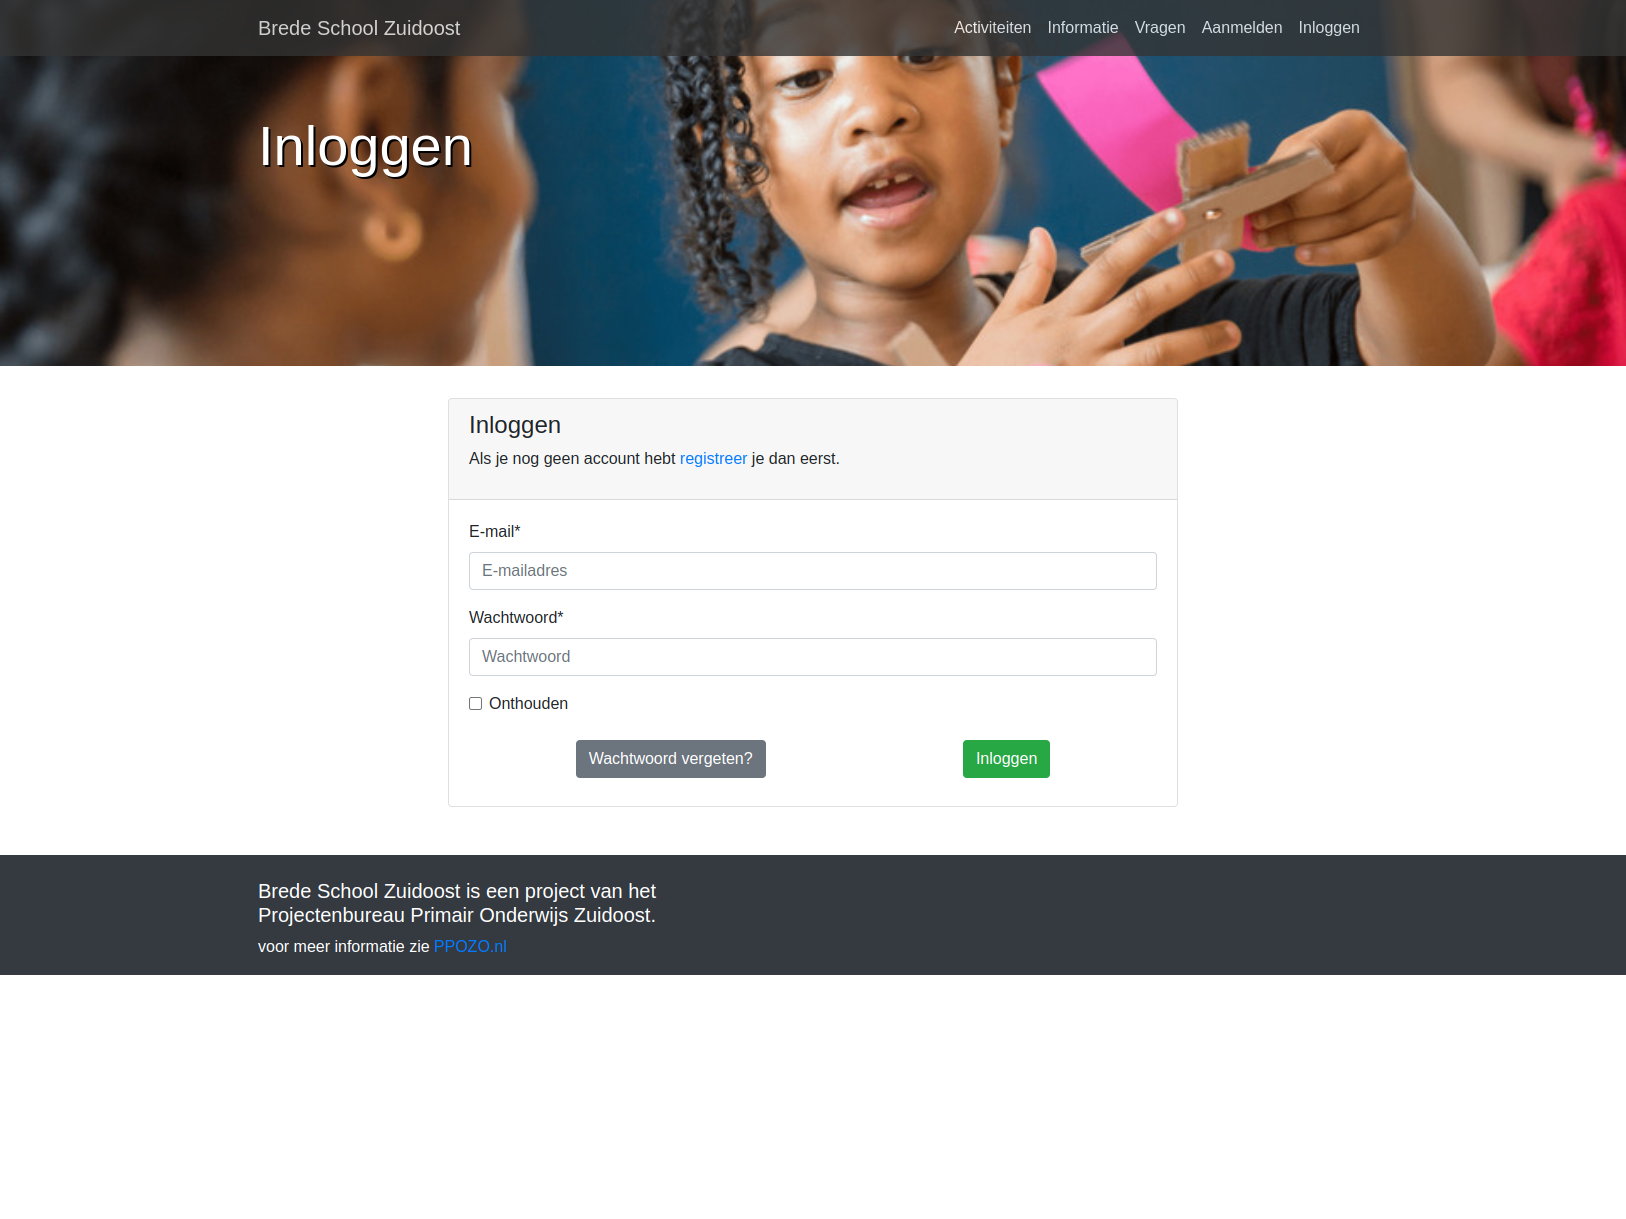 Brede School Zuidoost
Activiteiten Informatie Vragen Aanmelden Inloggen
Inloggen
Inloggen
Als je nog geen account hebt registreer je dan eerst.
E-mail*
E-mailadres
Wachtwoord*
Wachtwoord
Onthouden
Wachtwoord vergeten?
Inloggen
Brede School Zuidoost is een project van het
Projectenbureau Primair Onderwijs Zuidoost.
voor meer informatie zie PPOZO.nl